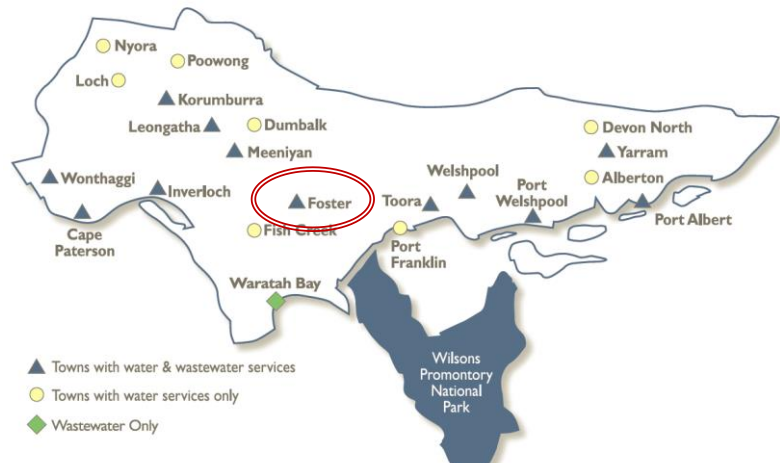 Nyora
Poowong
Loch
Korumburra
Leongatha
Dumbalk
Devon North
Meeniyan
Yarram
Wonthaggi
Inverloch
Welshpool
Alberton
Foster
Toora
Port
Welshpool
Cape
Paterson
Port Albert
Fish Creek
Port
Franklin
Waratah Bay
Wilsons
Promontory
National
Park
Towns with water & wastewater services
Towns with water services only
Wastewater Only